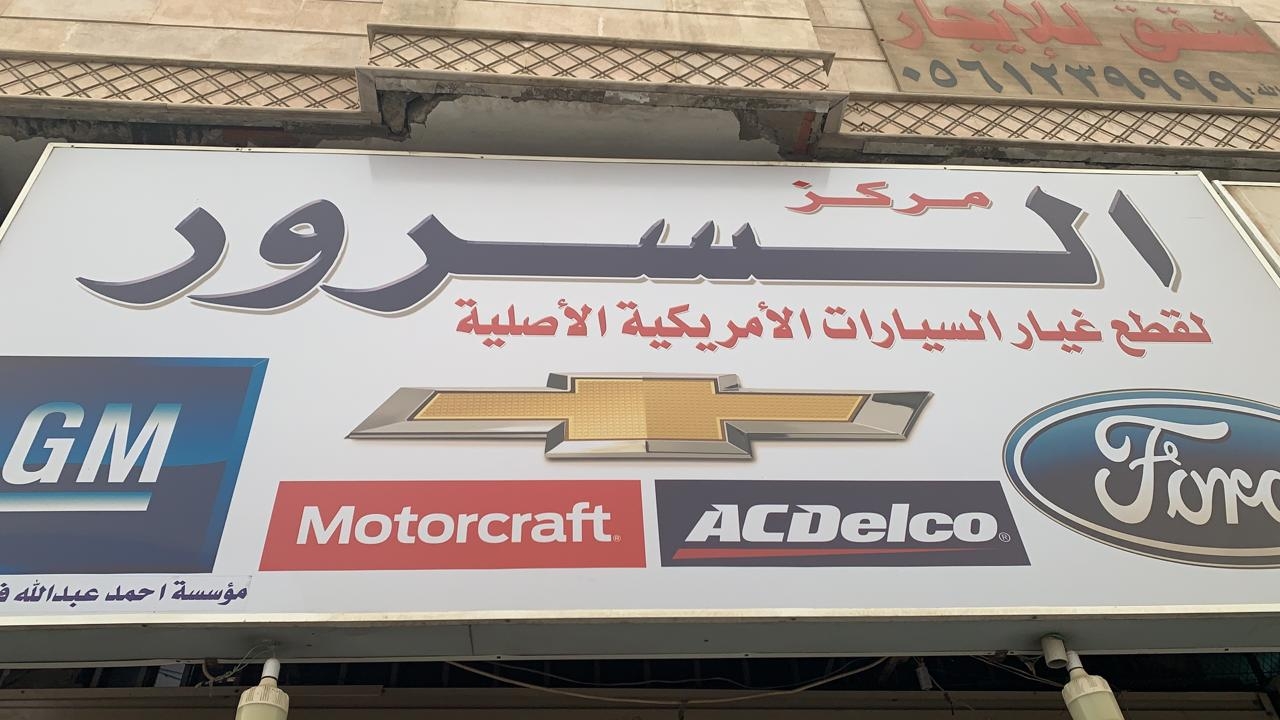 شقق للإيجار
٠٥٦١٢٣٩٩٩٩
مركز
السرور
لقطع غيار السيارات الأمريكية الأصلية
GM
Ford
Motorcraft®
ACDelco®
مؤسسة احمد عبدالله